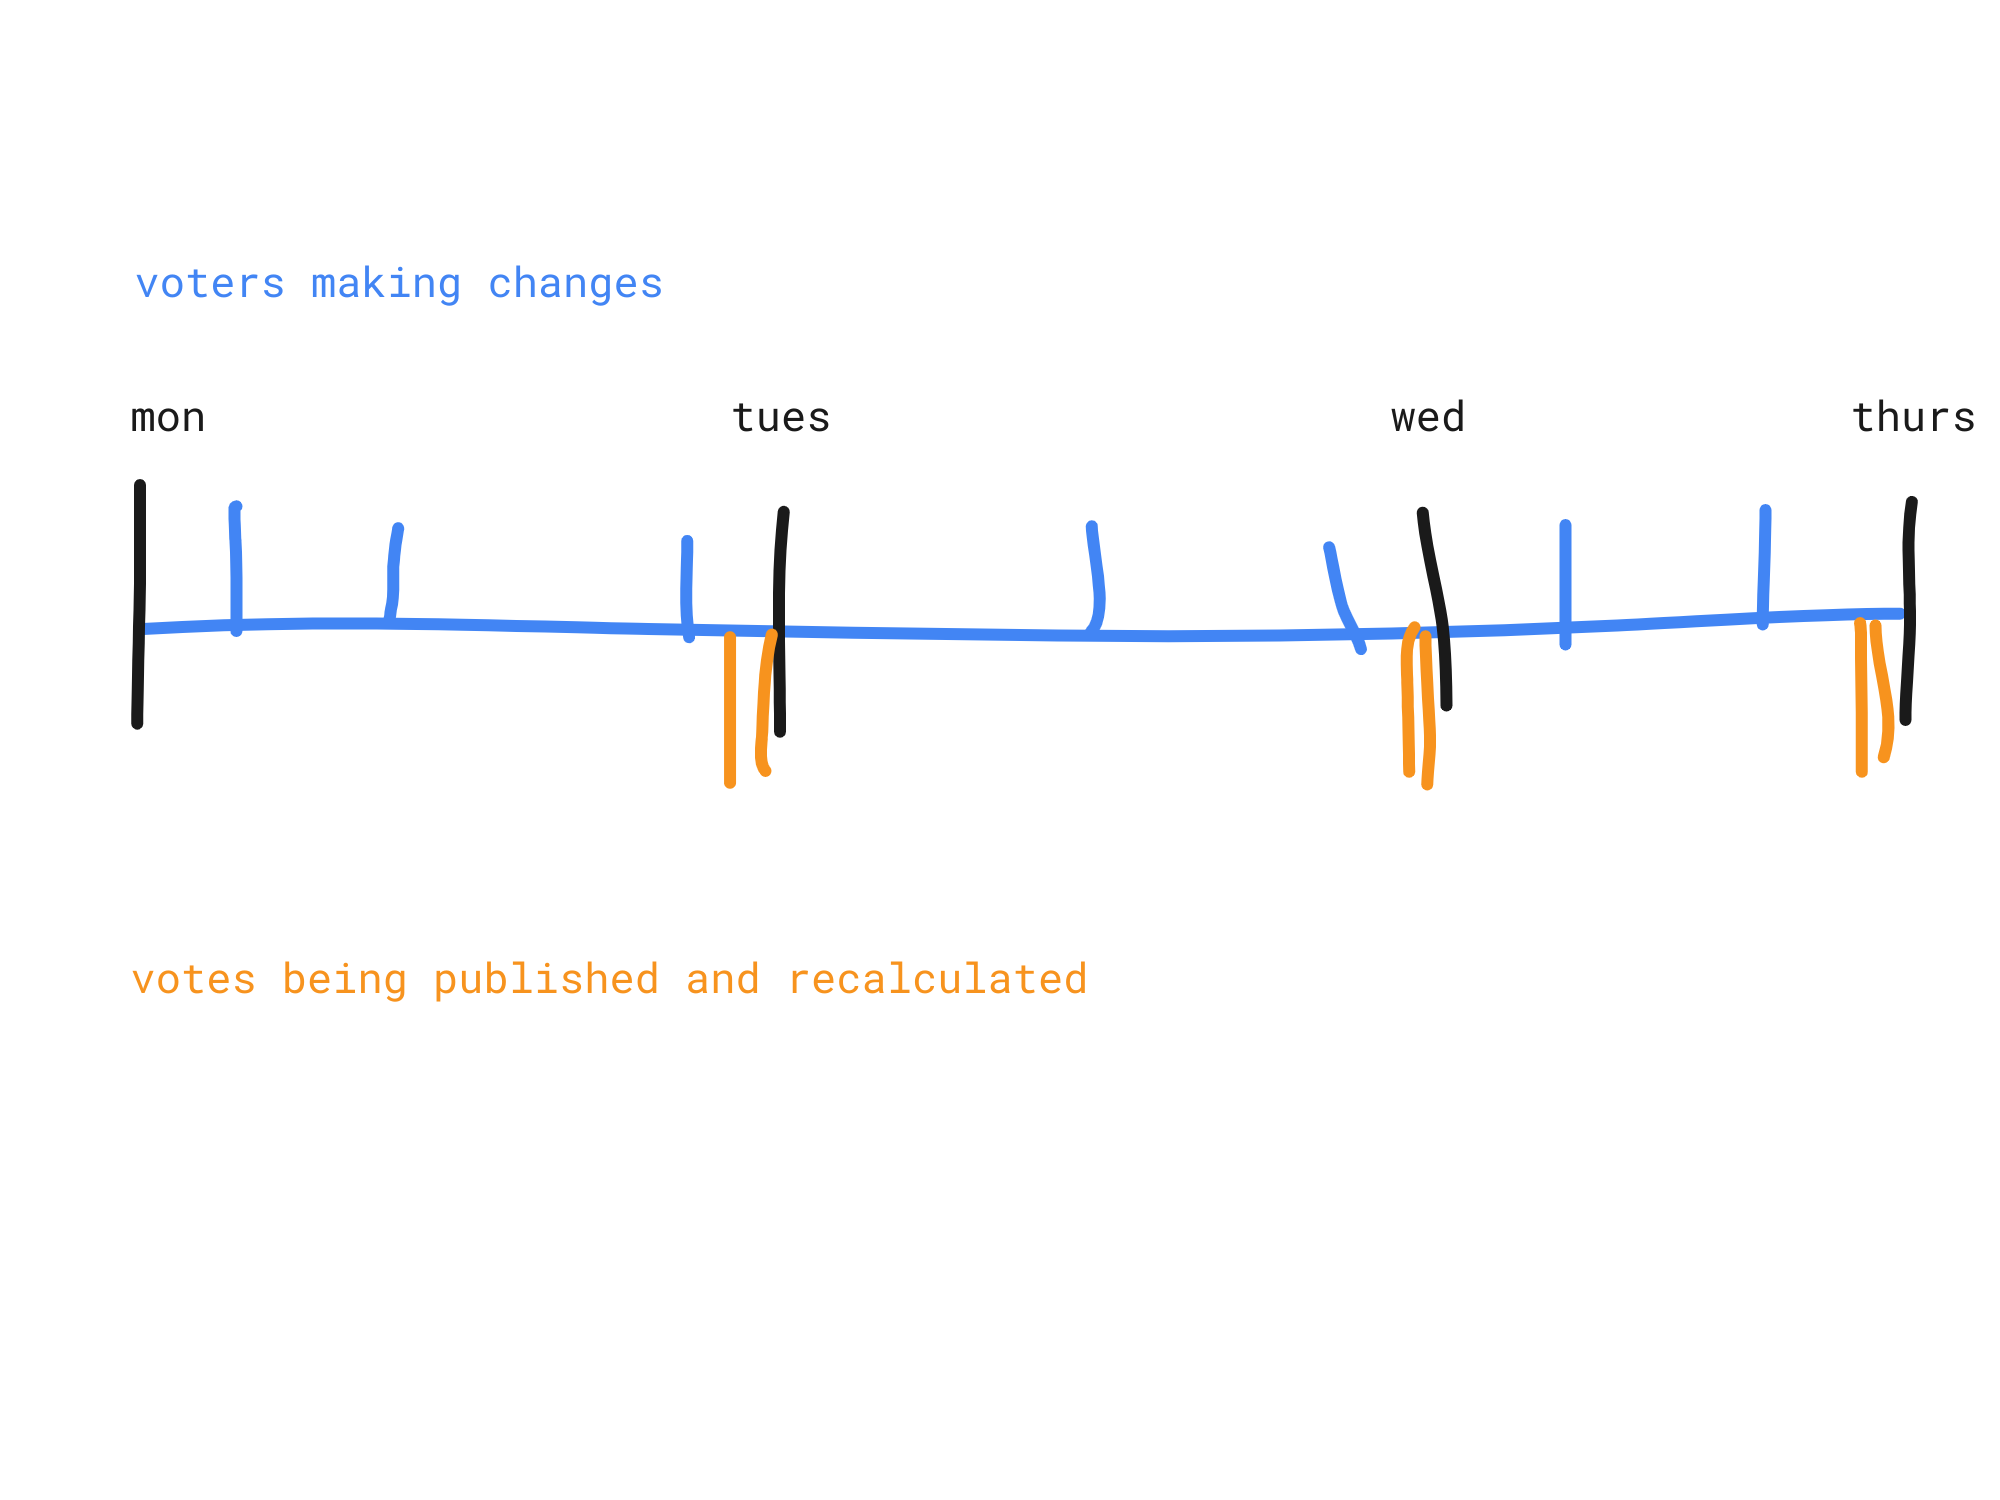 voters making changes
mon tues wed thurs
votes being published and recalculated